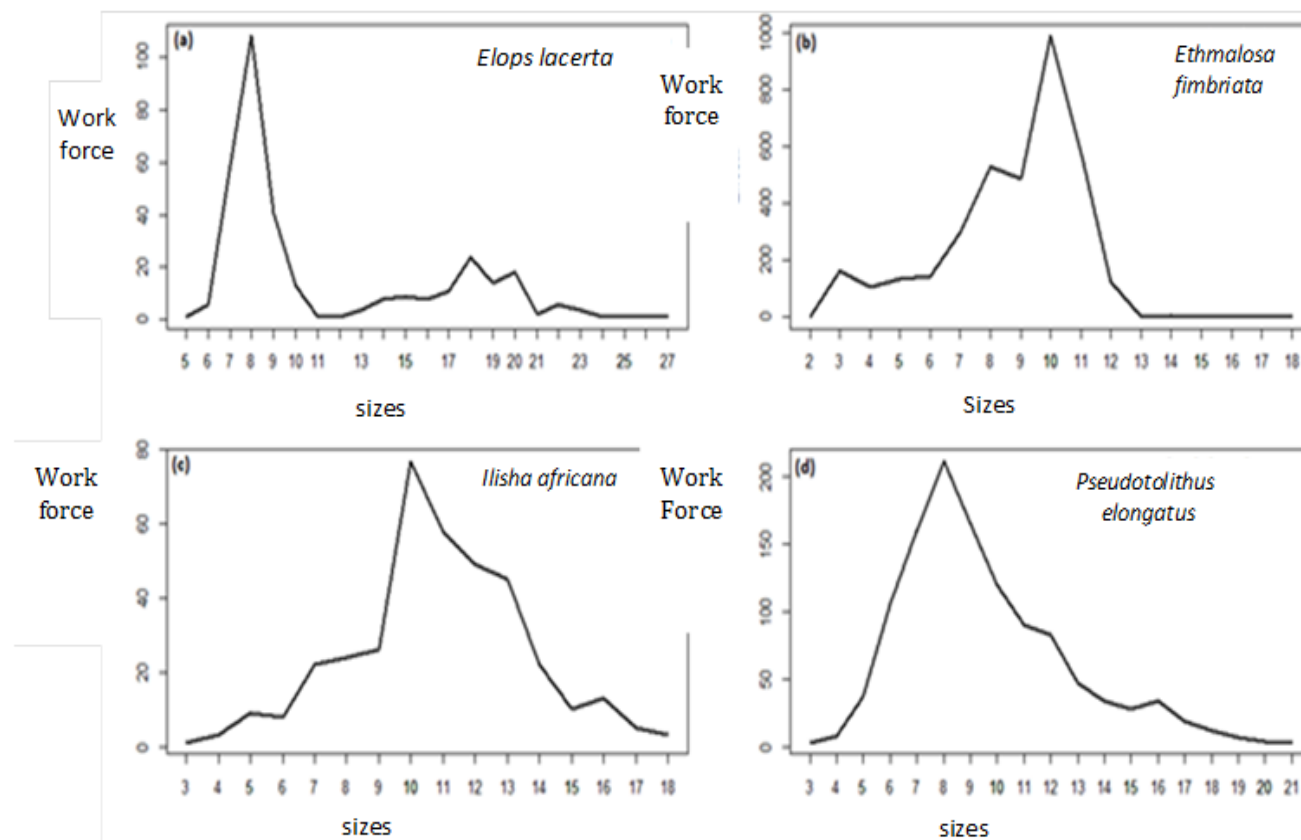 (a)
Elops lacerta
Work
force
100
80
60
40
20
0
5 6 7 8 9 10 11 13 15 17 19 20 21 23 25 27
sizes
(b)
Ethmalosa
fimbriata
Work
force
1000
800
600
400
200
0
2 3 4 5 6 7 8 9 10 11 12 13 14 15 16 17 18
Sizes
(c)
Ilisha africana
Work
force
80
60
40
20
0
3 4 5 6 7 8 9 10 11 12 13 14 15 16 17 18
sizes
(d)
Pseudotolithus
elongatus
Work
Force
200
150
100
50
0
3 4 5 6 7 8 9 10 11 12 13 14 15 16 17 18 19 20 21
sizes